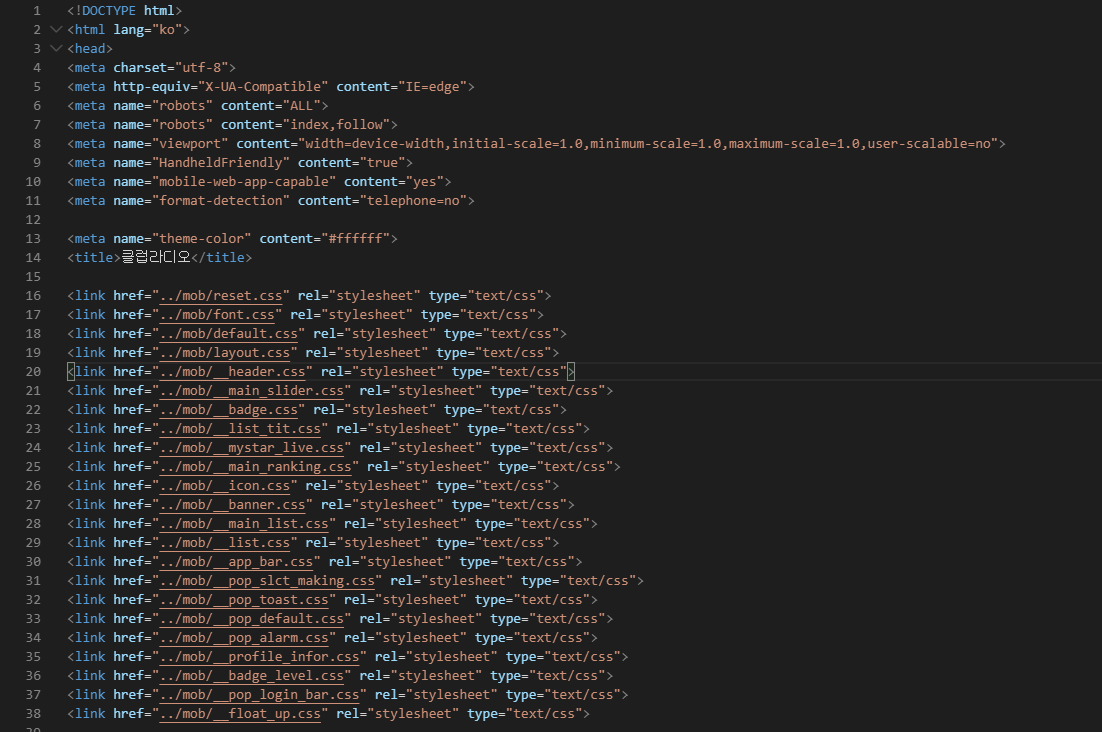 1 <!DOCTYPE html>
2 <html lang="ko">
3 <head>
4 <meta charset="utf-8">
5 <meta http-equiv="X-UA-Compatible" content="IE=edge">
6 <meta name="robots" content="ALL">
7 <meta name="robots" content="index,follow">
8 <meta name="viewport" content="width=device-width,initial-scale=1.0,minimum-scale=1.0,maximum-scale=1.0,user-scalable=no">
9 <meta name="HandheldFriendly" content="true">
10 <meta name="mobile-web-app-capable" content="yes">
11 <meta name="format-detection" content="telephone=no">
12
13 <meta name="theme-color" content="#ffffff">
14 <title>클럽라디오</title>
15
16 <link href="../mob/reset.css" rel="stylesheet" type="text/css">
17 <link href="../mob/font.css" rel="stylesheet" type="text/css">
18 <link href="../mob/default.css" rel="stylesheet" type="text/css">
19 <link href="../mob/layout.css" rel="stylesheet" type="text/css">
20 <link href="../mob/__header.css" rel="stylesheet" type="text/css">
21 <link href="../mob/__main_slider.css" rel="stylesheet" type="text/css">
22 <link href="../mob/__badge.css" rel="stylesheet" type="text/css">
23 <link href="../mob/__list_tit.css" rel="stylesheet" type="text/css">
24 <link href="../mob/__mystar_live.css" rel="stylesheet" type="text/css">
25 <link href="../mob/__main_ranking.css" rel="stylesheet" type="text/css">
26 <link href="../mob/__icon.css" rel="stylesheet" type="text/css">
27 <link href="../mob/__banner.css" rel="stylesheet" type="text/css">
28 <link href="../mob/__main_list.css" rel="stylesheet" type="text/css">
29 <link href="../mob/__list.css" rel="stylesheet" type="text/css">
30 <link href="../mob/__app_bar.css" rel="stylesheet" type="text/css">
31 <link href="../mob/__pop_slct_making.css" rel="stylesheet" type="text/css">
32 <link href="../mob/__pop_toast.css" rel="stylesheet" type="text/css">
33 <link href="../mob/__pop_default.css" rel="stylesheet" type="text/css">
34 <link href="../mob/__pop_alarm.css" rel="stylesheet" type="text/css">
35 <link href="../mob/__profile_infor.css" rel="stylesheet" type="text/css">
36 <link href="../mob/__badge_level.css" rel="stylesheet" type="text/css">
37 <link href="../mob/__pop_login_bar.css" rel="stylesheet" type="text/css">
38 <link href="../mob/__float_up.css" rel="stylesheet" type="text/css">